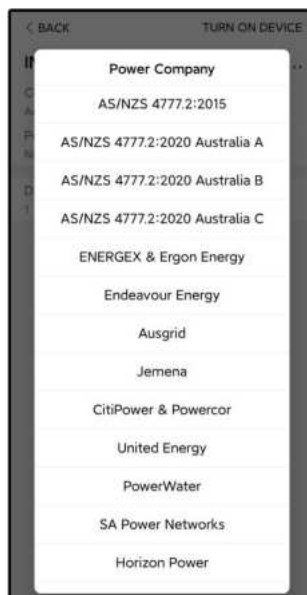 < BACK TURN ON DEVICE
Power Company
AS/NZS 4777.2:2015
AS/NZS 4777.2:2020 Australia A
AS/NZS 4777.2:2020 Australia B
AS/NZS 4777.2:2020 Australia C
ENERGEX & Ergon Energy
Endeavour Energy
Ausgrid
Jemena
CitiPower & Powercor
United Energy
PowerWater
SA Power Networks
Horizon Power